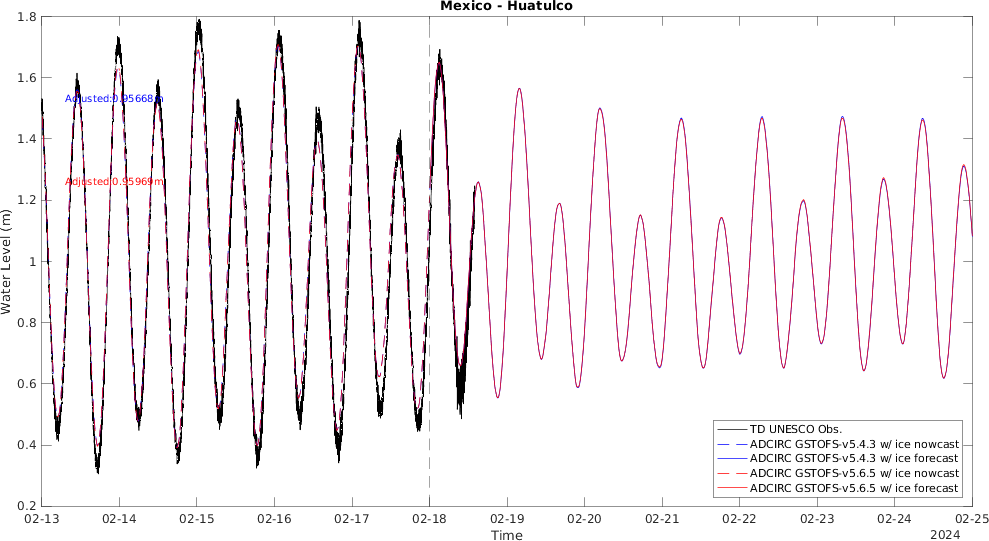 Mexico - Huatulco
1.8
1.6
1.4
1.2
1
0.8
0.6
0.4
0.2
Water Level (m)
Adjusted:0.95668m
Adjusted:0.95969m
TD UNESCO Obs.
ADCIRC GSTOFS-v5.4.3 w/ ice nowcast
ADCIRC GSTOFS-v5.4.3 w/ ice forecast
ADCIRC GSTOFS-v5.6.5 w/ ice nowcast
ADCIRC GSTOFS-v5.6.5 w/ ice forecast
02-13 02-14 02-15 02-16 02-17 02-18 02-19 02-20 02-21 02-22 02-23 02-24 02-25
Time
2024